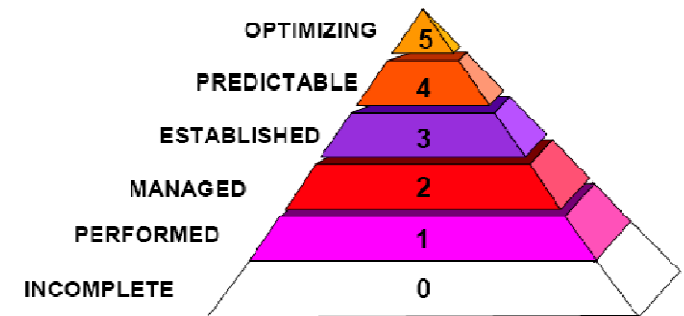 OPTIMIZING 5
PREDICTABLE 4
ESTABLISHED 3
MANAGED 2
PERFORMED 1
INCOMPLETE 0